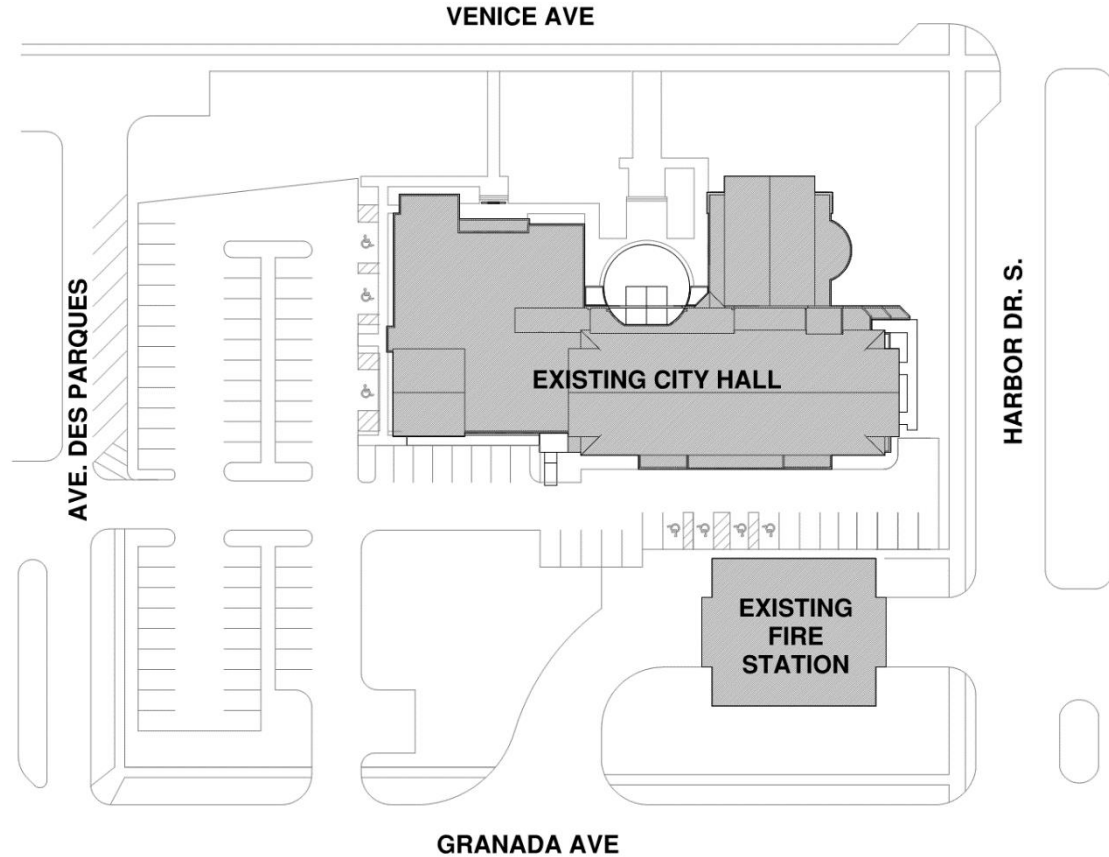 VENICE AVE
AVE. DES PARQUES
HARBOR DR. S.
EXISTING CITY HALL
EXISTING
FIRE
STATION
GRANADA AVE